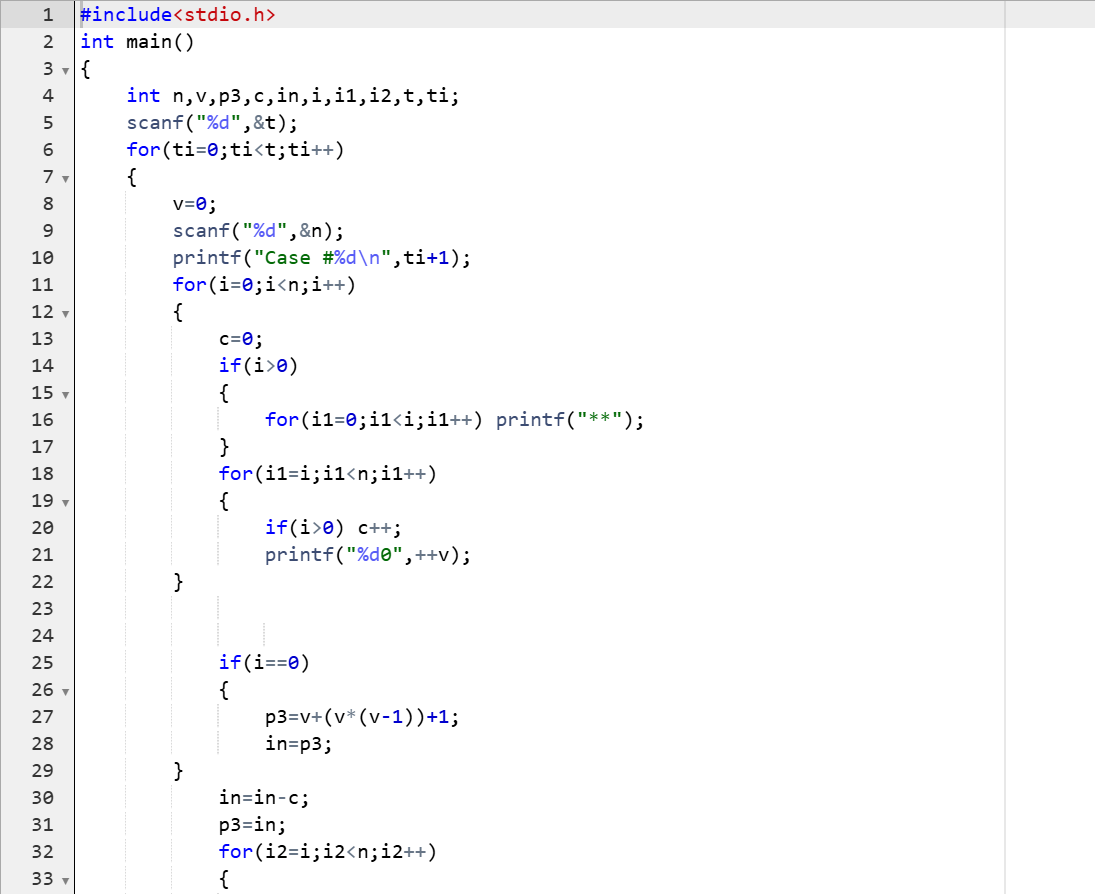 1 #include<stdio.h>
2 int main()
3 {
4 int n,v,p3,c,in,i,i1,i2,t,ti;
5 scanf("%d",&t);
6 for(ti=0;ti<t;ti++)
7 {
8 v=0;
9 scanf("%d",&n);
10 printf("Case #%d\n",ti+1);
11 for(i=0;i<n;i++)
12 {
13 c=0;
14 if(i>0)
15 {
16 for(i1=0;i1<i;i1++) printf("**");
17 }
18 for(i1=i;i1<n;i1++)
19 {
20 if(i>0) c++;
21 printf("%d0",++v);
22 }
23
24
25 if(i==0)
26 {
27 p3=v+(v*(v-1))+1;
28 in=p3;
29 }
30 in=in-c;
31 p3=in;
32 for(i2=i;i2<n;i2++)
33 {